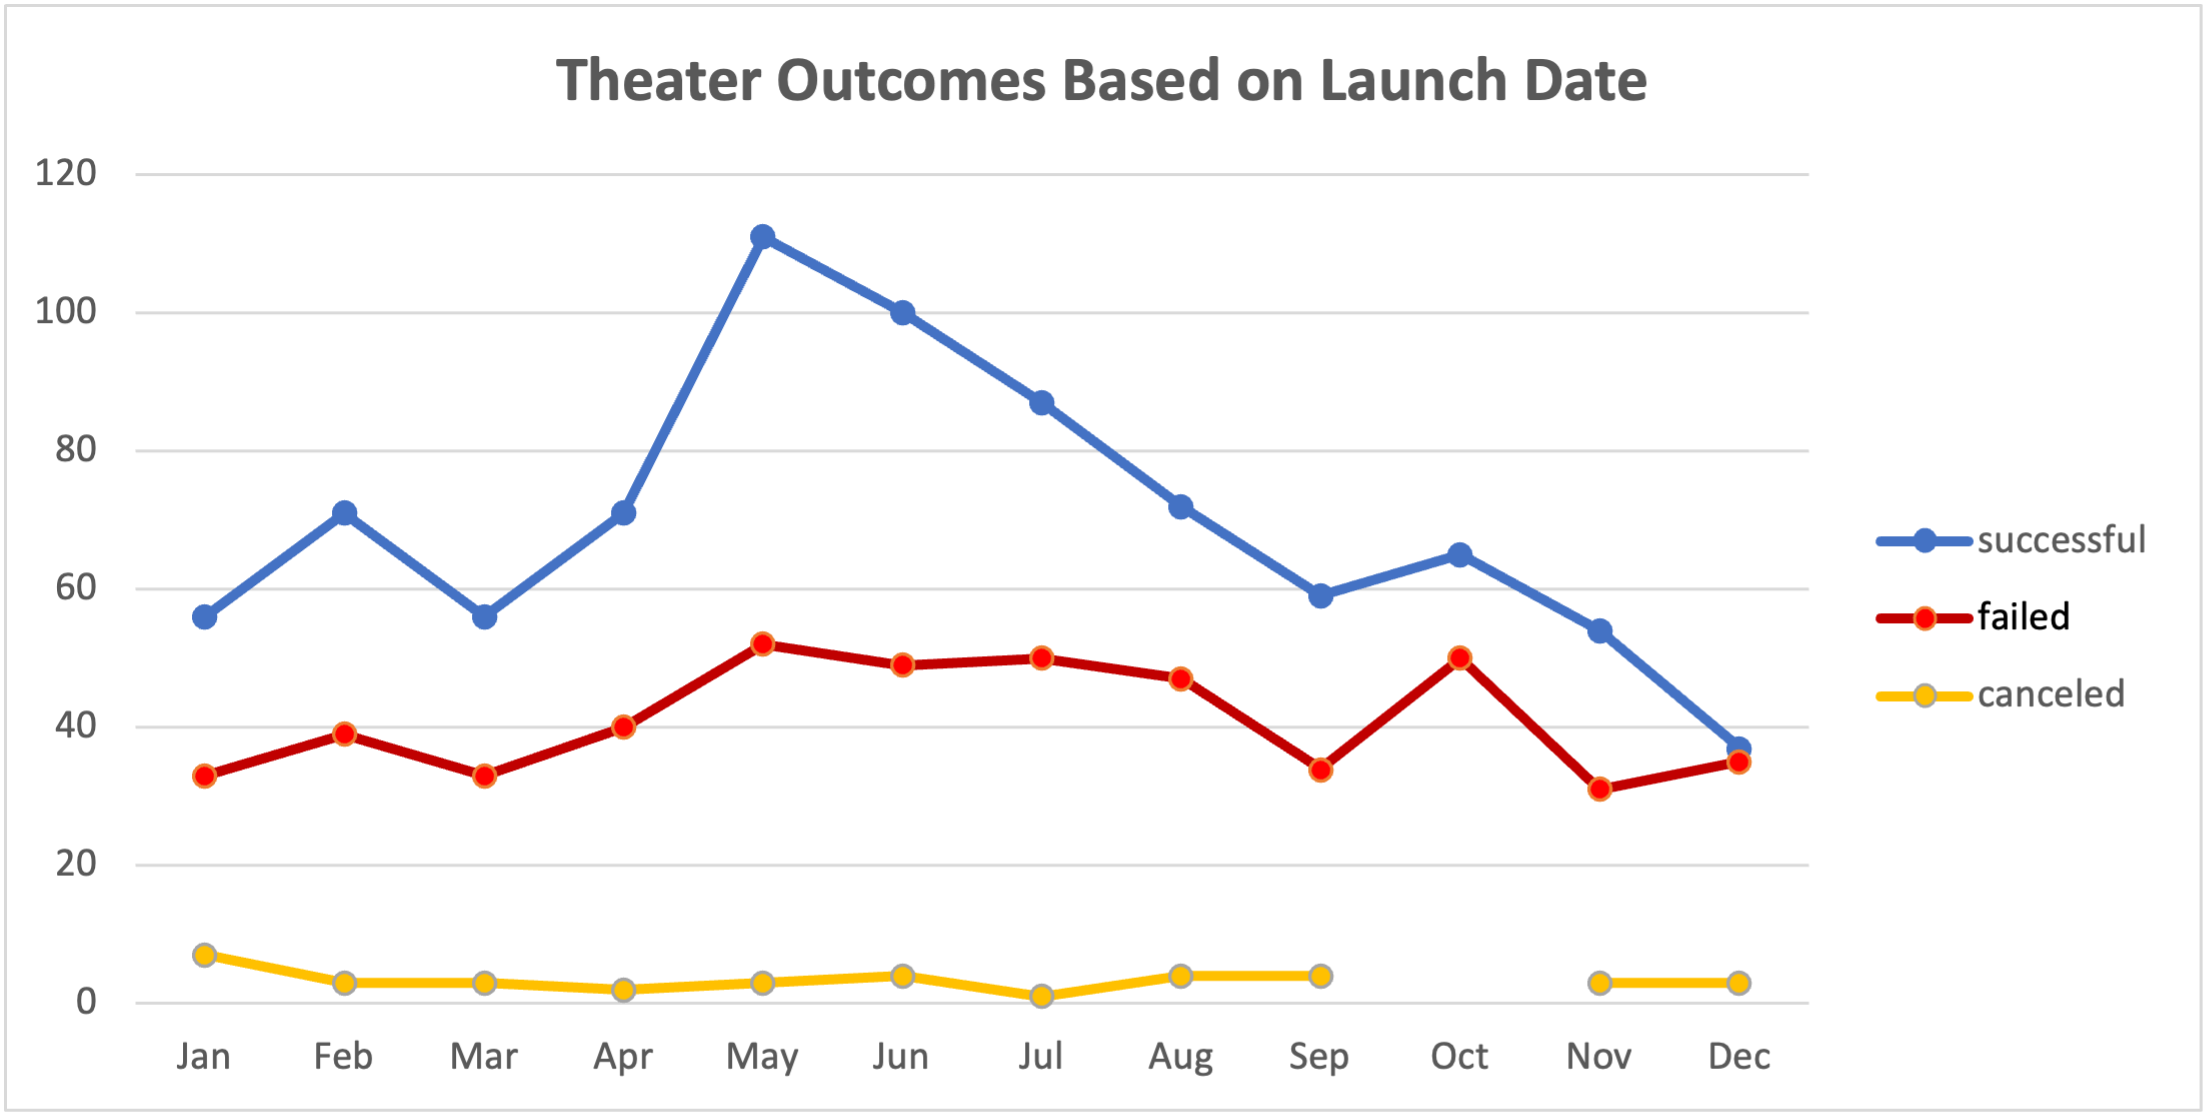 Theater Outcomes Based on Launch Date
120
100
80
60
40
20
0
Jan Feb Mar Apr May Jun Jul Aug Sep Oct Nov Dec
successful
failed
canceled